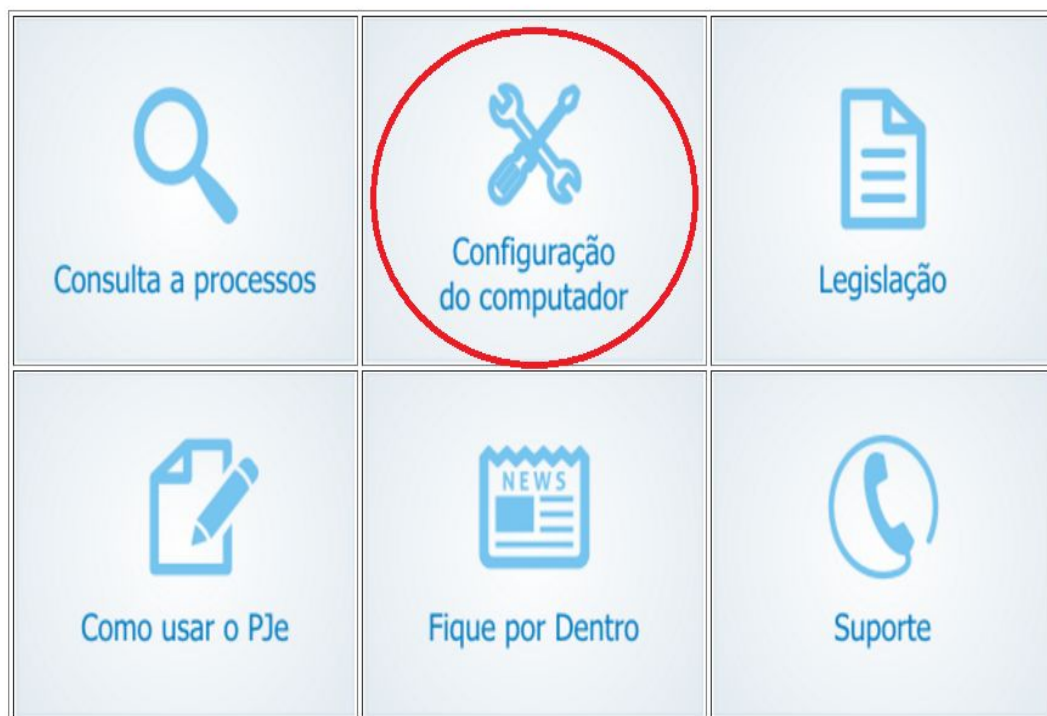 Consulta a processos
Configuração
do computador
Legislação
NEWS
Como usar o PJe
Fique por Dentro
Suporte